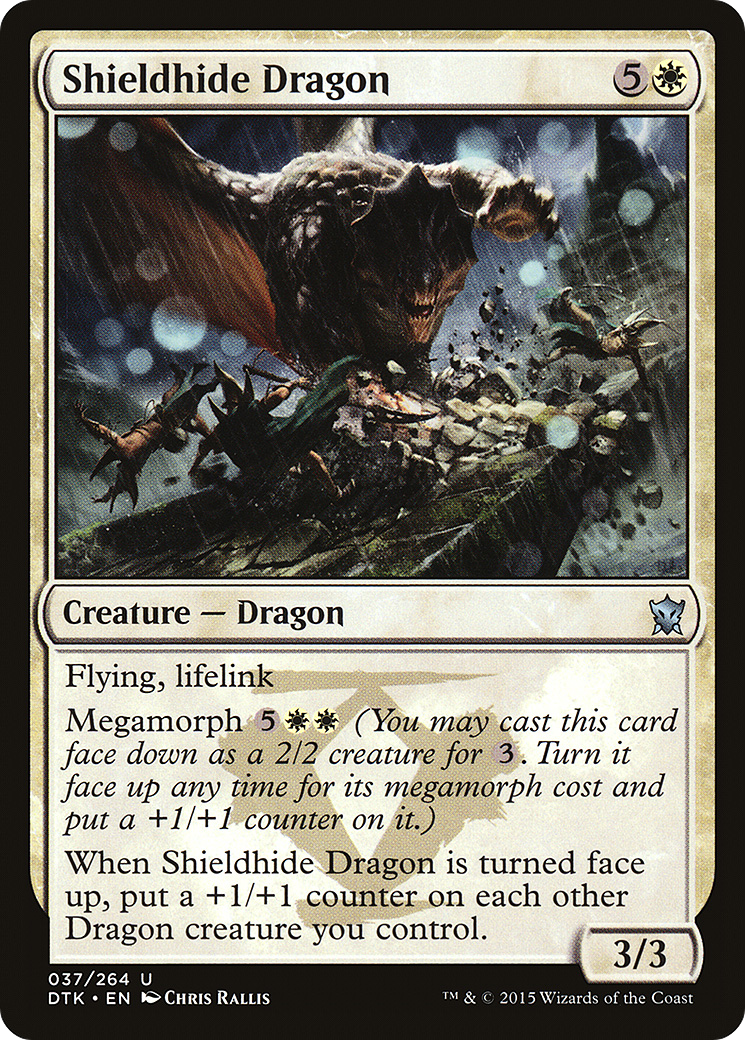 Shieldhide Dragon 5
Creature — Dragon
Flying, lifelink
Megamorph 5 (You may cast this card
face down as a 2/2 creature for 3. Turn it
face up any time for its megamorph cost and
put a +1/+1 counter on it.)
When Shieldhide Dragon is turned face
up, put a +1/+1 counter on each other
Dragon creature you control.
3/3
037/264 U
DTK • EN Chris Rallis
™ & © 2015 Wizards of the Coast